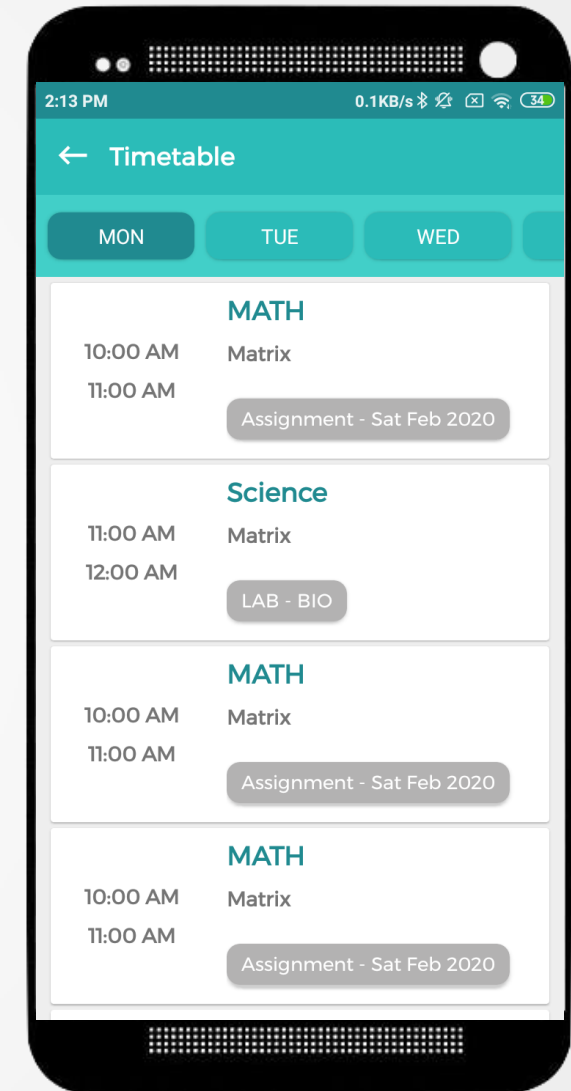 2:13 PM 0.1KB/s 34
Timetable
MON TUE WED
MATH
10:00 AM
Matrix
11:00 AM
Assignment - Sat Feb 2020
Science
11:00 AM
Matrix
12:00 AM
LAB - BIO
MATH
10:00 AM
Matrix
11:00 AM
Assignment - Sat Feb 2020
MATH
10:00 AM
Matrix
11:00 AM
Assignment - Sat Feb 2020